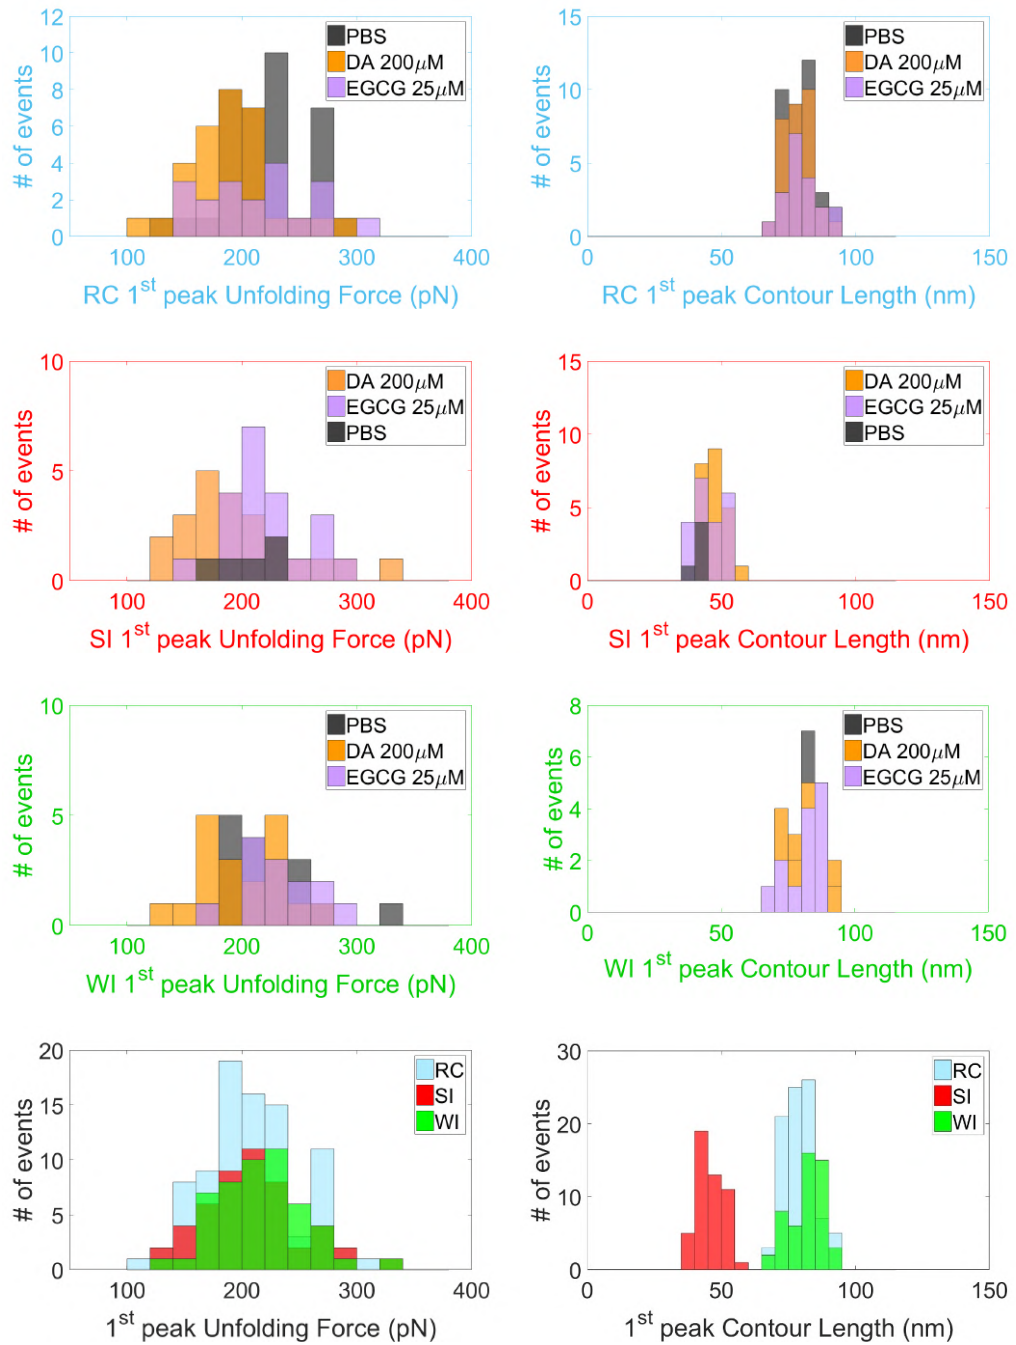 12
10
8
6
4
2
0
# of events
PBS
DA 200μM
EGCG 25μM
100 200 300 400
RC 1st peak Unfolding Force (pN)
15
10
5
0
# of events
PBS
DA 200μM
EGCG 25μM
0 50 100 150
RC 1st peak Contour Length (nm)
10
5
0
# of events
DA 200μM
EGCG 25μM
PBS
100 200 300 400
SI 1st peak Unfolding Force (pN)
15
10
5
0
# of events
DA 200μM
EGCG 25μM
PBS
0 50 100 150
SI 1st peak Contour Length (nm)
10
5
0
# of events
PBS
DA 200μM
EGCG 25μM
100 200 300 400
WI 1st peak Unfolding Force (pN)
8
6
4
2
0
# of events
PBS
DA 200μM
EGCG 25μM
0 50 100 150
WI 1st peak Contour Length (nm)
20
15
10
5
0
# of events
RC
SI
WI
100 200 300 400
1st peak Unfolding Force (pN)
30
20
10
0
# of events
RC
SI
WI
0 50 100 150
1st peak Contour Length (nm)